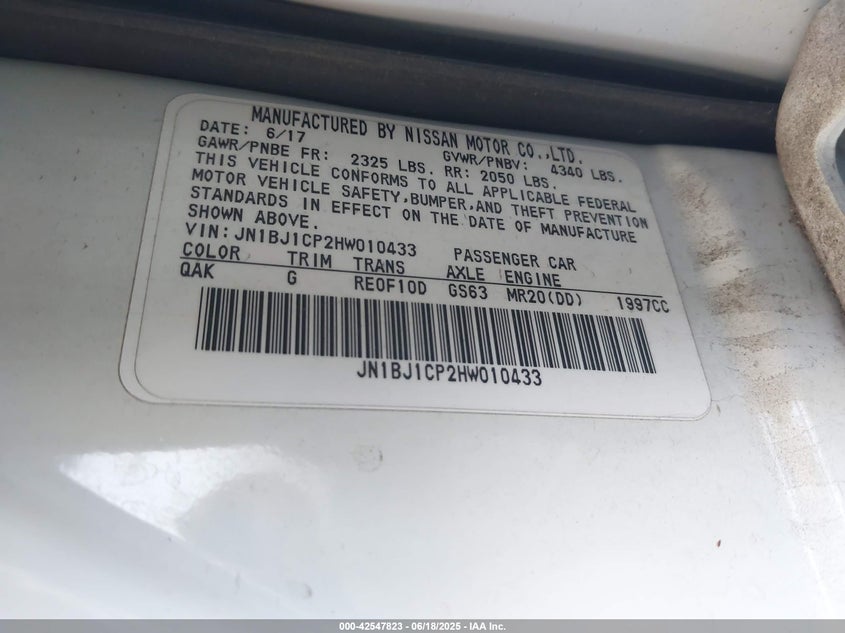 MANUFACTURED BY NISSAN MOTOR CO.,LTD.
DATE: 6/17 GVWR/PNBV: 4340 LBS.
GAWR/PNBE FR: 2325 LBS. RR: 2050 LBS.
THIS VEHICLE CONFORMS TO ALL APPLICABLE FEDERAL
MOTOR VEHICLE SAFETY,BUMPER,AND THEFT PREVENTION
STANDARDS IN EFFECT ON THE DATE OF MANUFACTURE
SHOWN ABOVE.
VIN:JN1BJ1CP2HW010433 PASSENGER CAR
COLOR TRIM TRANS AXLE ENGINE
QAK G RE0F10D GS63 MR20(DD) 1997CC
JN1BJ1CP2HW010433
000-42547823 - 06/18/2025 - IAA Inc.